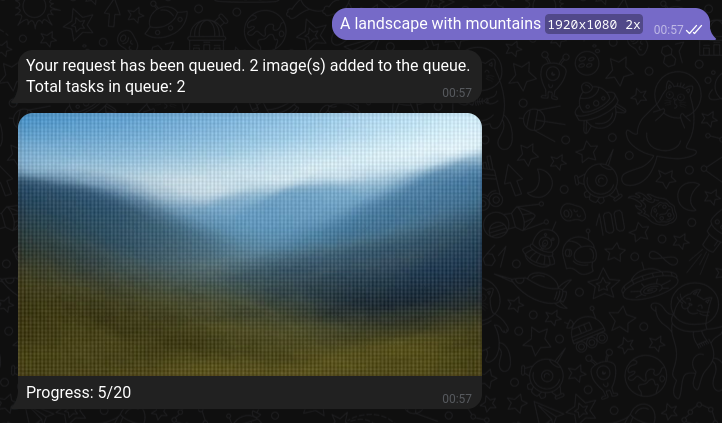 A landscape with mountains 1920x1080 2x 00:57
Your request has been queued. 2 image(s) added to the queue.
Total tasks in queue: 2 00:57
Progress: 5/20 00:57